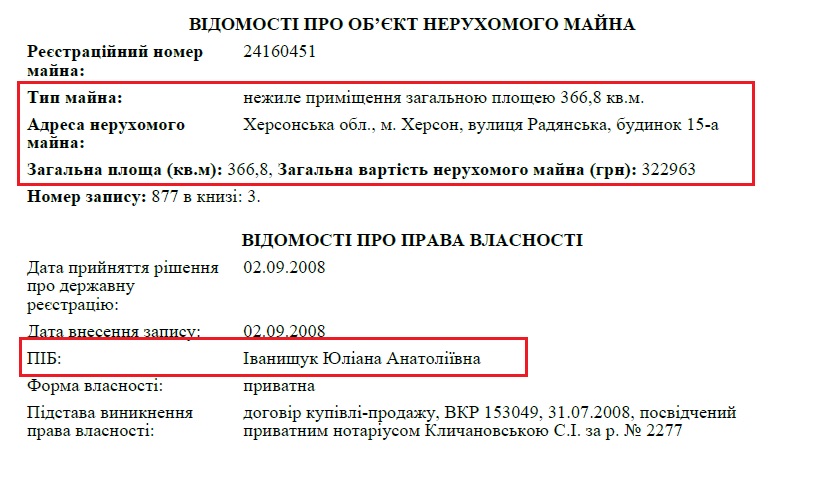 ВІДОМОСТІ ПРО ОБ’ЄКТ НЕРУХОМОГО МАЙНА
Реєстраційний номер майна: 24160451
Тип майна: нежиле приміщення загальною площею 366,8 кв.м.
Адреса нерухомого майна: Херсонська обл., м. Херсон, вулиця Радянська, будинок 15-а
Загальна площа (кв.м): 366,8, Загальна вартість нерухомого майна (грн): 322963
Номер запису: 877 в книзі: 3.
ВІДОМОСТІ ПРО ПРАВА ВЛАСНОСТІ
Дата прийняття рішення про державну реєстрацію: 02.09.2008
Дата внесення запису: 02.09.2008
ПІБ: Іванищук Юліана Анатоліївна
Форма власності: приватна
Підстава виникнення права власності: договір купівлі-продажу, ВКР 153049, 31.07.2008, посвідчений приватним нотаріусом Кличановською С.І. за р. № 2277